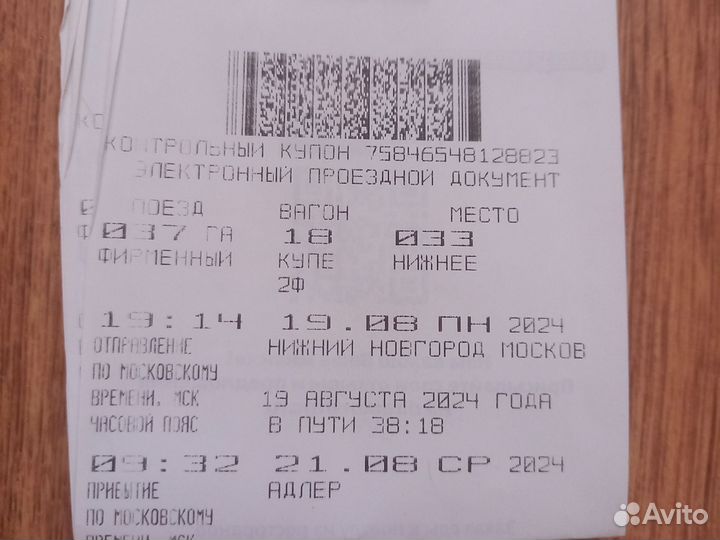 КОНТРОЛЬНЫЙ КУПОН 75846548128823
ЭЛЕКТРОННЫЙ ПРОЕЗДНОЙ ДОКУМЕНТ
ПОЕЗД ВАГОН МЕСТО
037 ГА 18 033
ФИРМЕННЫЙ КУПЕ НИЖНЕЕ
2Ф
19:14 19.08 ПН 2024
ОТПРАВЛЕНИЕ НИЖНИЙ НОВГОРОД МОСКОВ
ПО МОСКОВСКОМУ
ВРЕМЕНИ, МСК 19 АВГУСТА 2024 ГОДА
ЧАСОВОЙ ПОЯС В ПУТИ 38:18
09:32 21.08 СР 2024
ПРИБЫТИЕ АДЛЕР
ПО МОСКОВСКОМУ
ВРЕМЕНИ, МСК
Avito